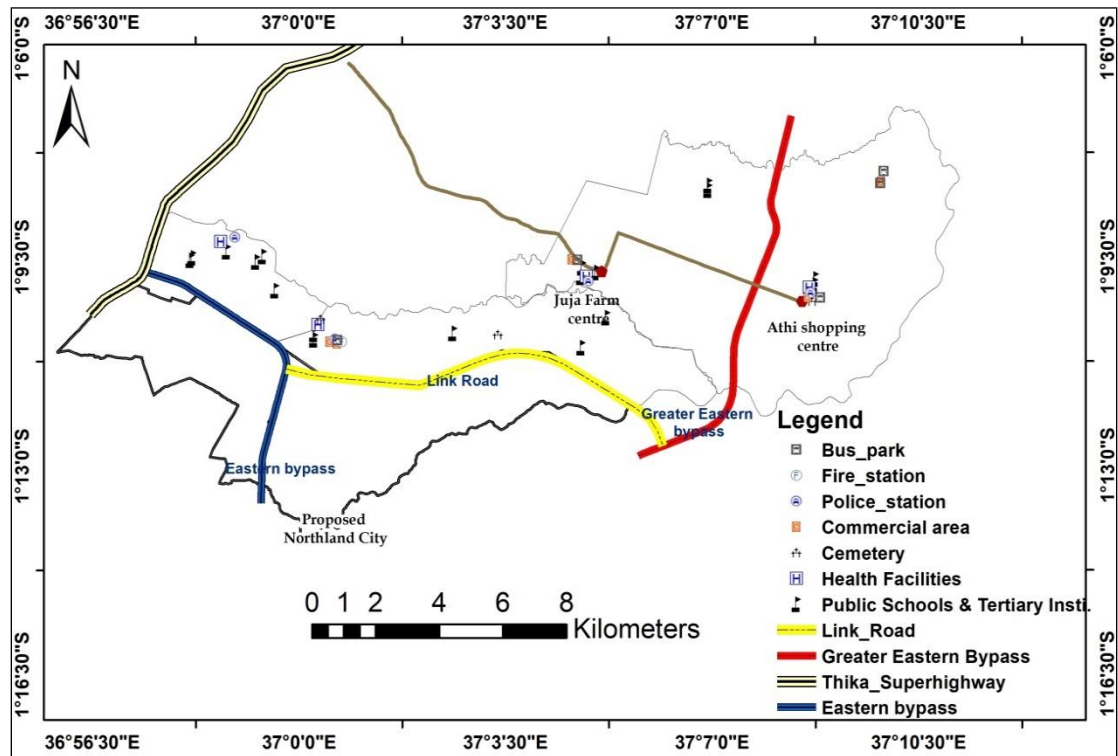 36°56'30"E 37°0'0"E 37°3'30"E 37°7'0"E 37°10'30"E
1°6'0"S
1°6'0"S
N
1°9'30"S
1°9'30"S
Juja Farm
centre
Athi shopping
centre
Link Road
Greater Eastern
bypass
Eastern bypass
Proposed
Northland City
1°13'0"S
1°13'0"S
Legend
Bus_park
Fire_station
Police_station
Commercial area
Cemetery
Health Facilities
Public Schools & Tertiary Insti.
Link_Road
Greater Eastern Bypass
Thika_Superhighway
Eastern bypass
0 1 2 4 6 8
Kilometers
1°16'30"S
1°16'30"S
36°56'30"E 37°0'0"E 37°3'30"E 37°7'0"E 37°10'30"E